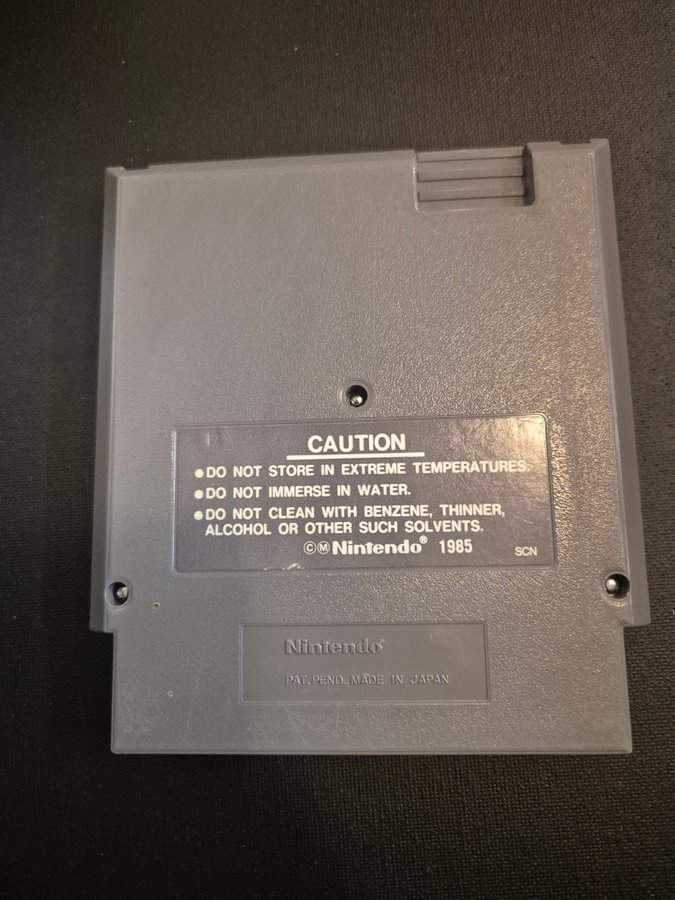 CAUTION
●DO NOT STORE IN EXTREME TEMPERATURES.
●DO NOT IMMERSE IN WATER.
●DO NOT CLEAN WITH BENZENE, THINNER,
ALCOHOL OR OTHER SUCH SOLVENTS.
©Ⓜ Nintendo® 1985 SCN
Nintendo®
PAT. PEND. MADE IN JAPAN